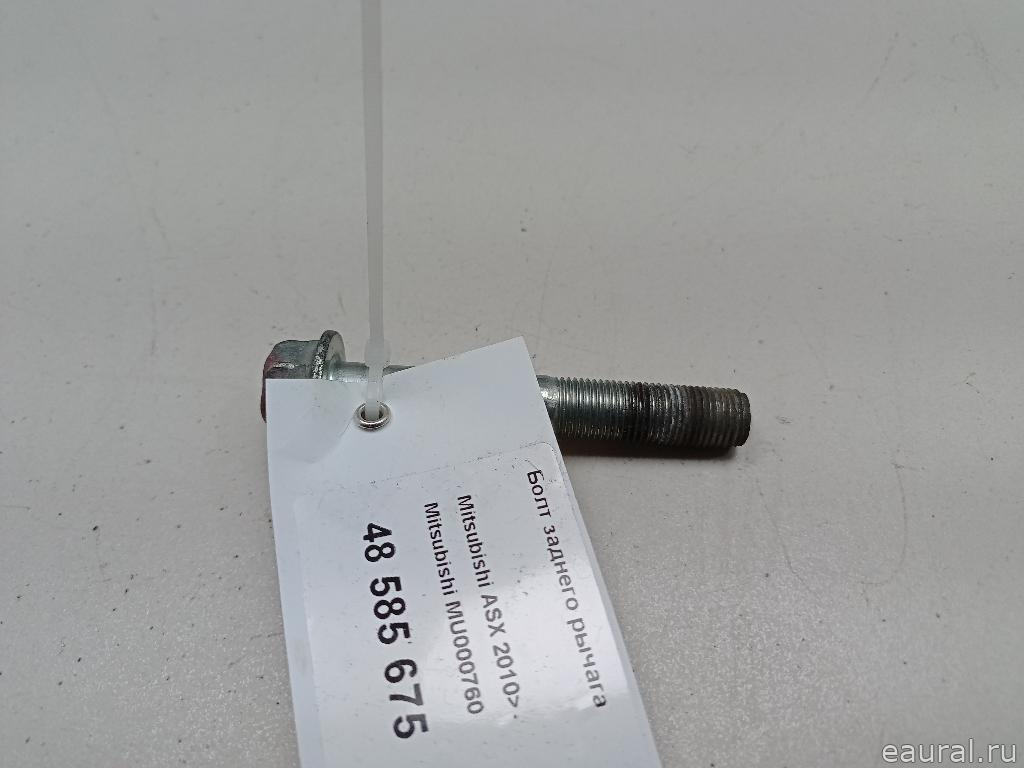 Болт заднего рычага
Mitsubishi ASX 2010>
Mitsubishi MU000760
48 585 675
eaural.ru